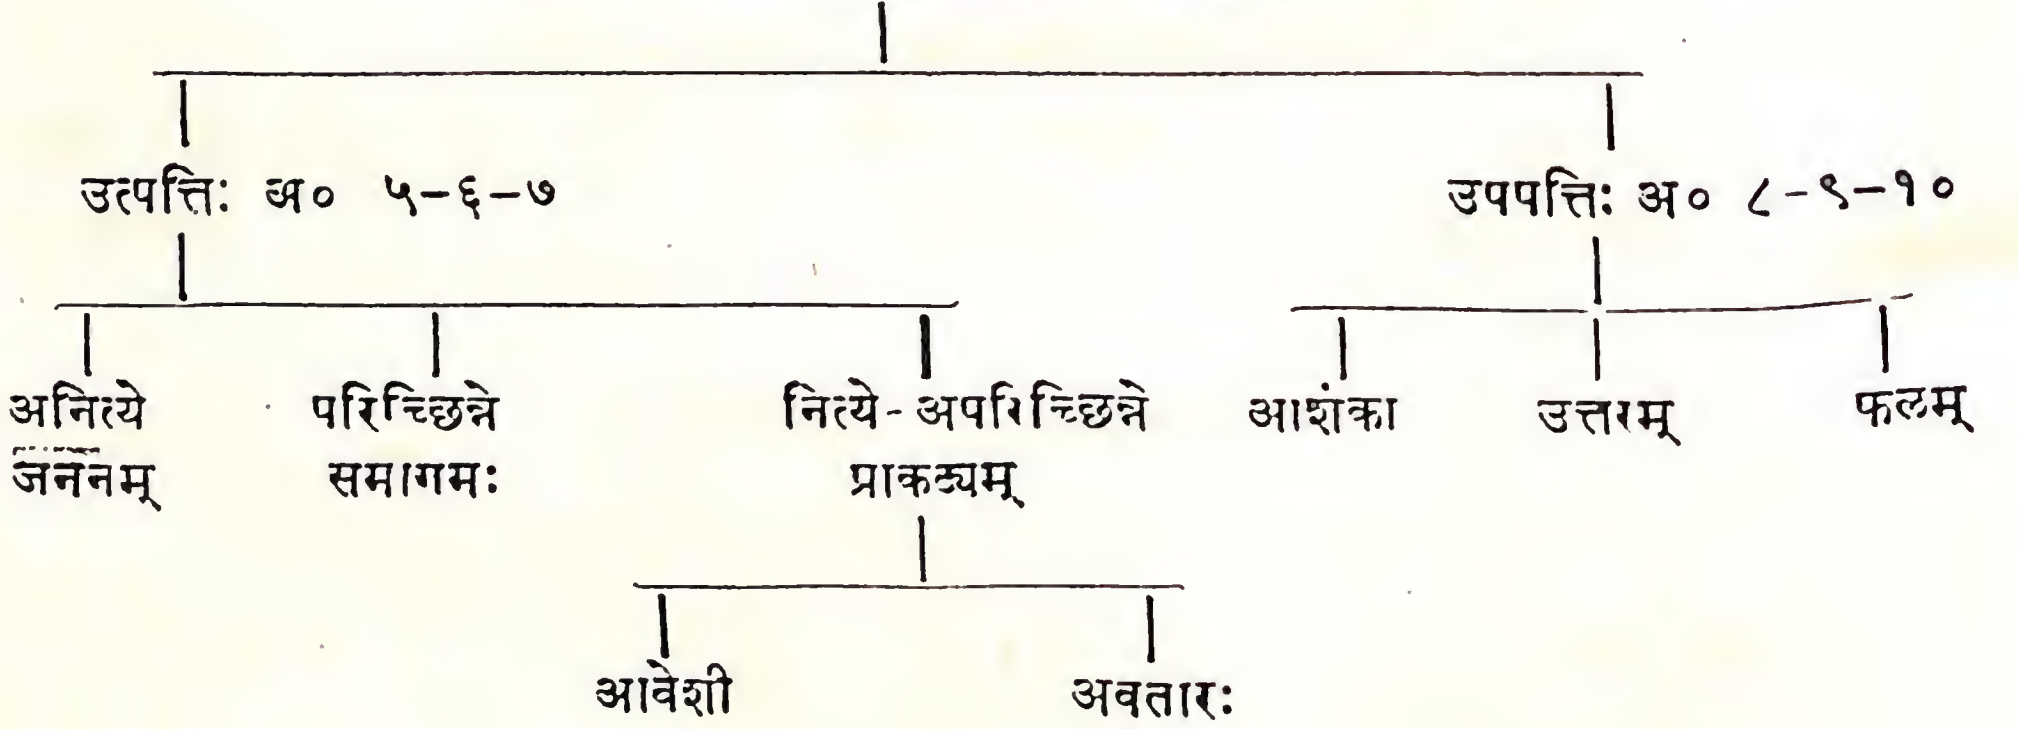 उत्पत्तिः अ० ५-६-७
उपपत्तिः अ० ८-९-१०
अनित्ये
जननम्
परिच्छिन्ने
समागमः
नित्ये-अपरिच्छिन्ने
प्राकट्यम्
आशंका
उत्तरम्
फलम्
आवेशी
अवतारः